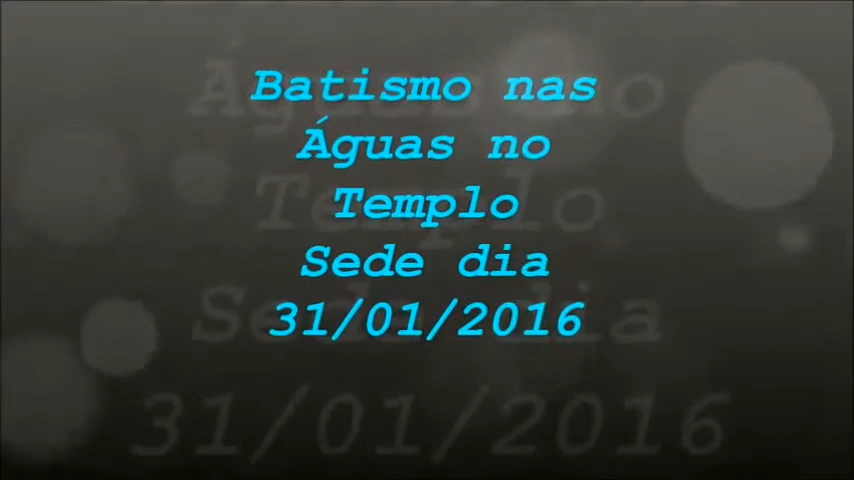 Batismo nas
Águas no
Templo
Sede dia
31/01/2016